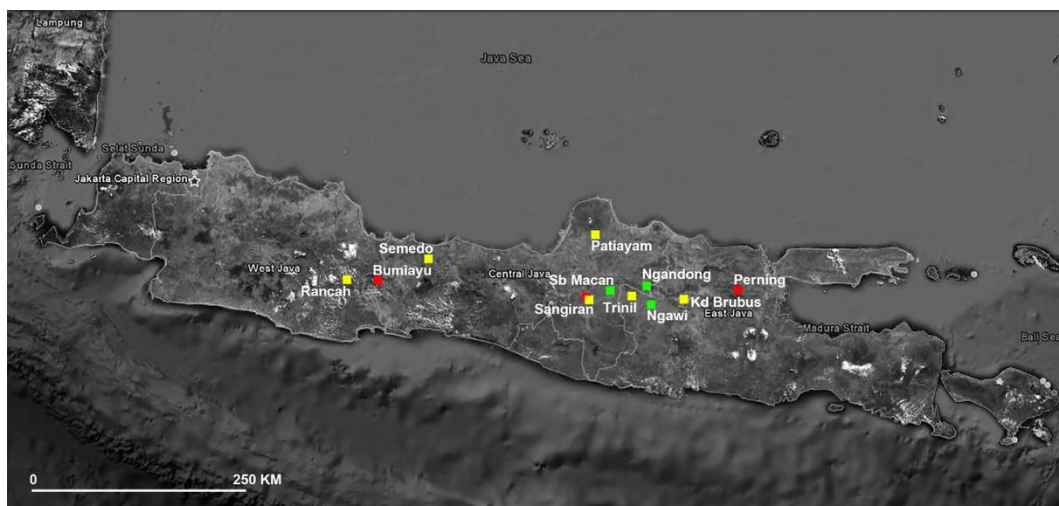 Lampung
Java Sea
Selat Sunda
Sunda Strait
Jakarta Capital Region
Semedo
Patiayam
West Java
Bumiayu
Central Java
Sb Macan
Ngandong
Perning
Rancah
Sangiran
Trinil
Kd Brubus
Ngawi
East Java
Madura Strait
Bali Sea
0
250 KM